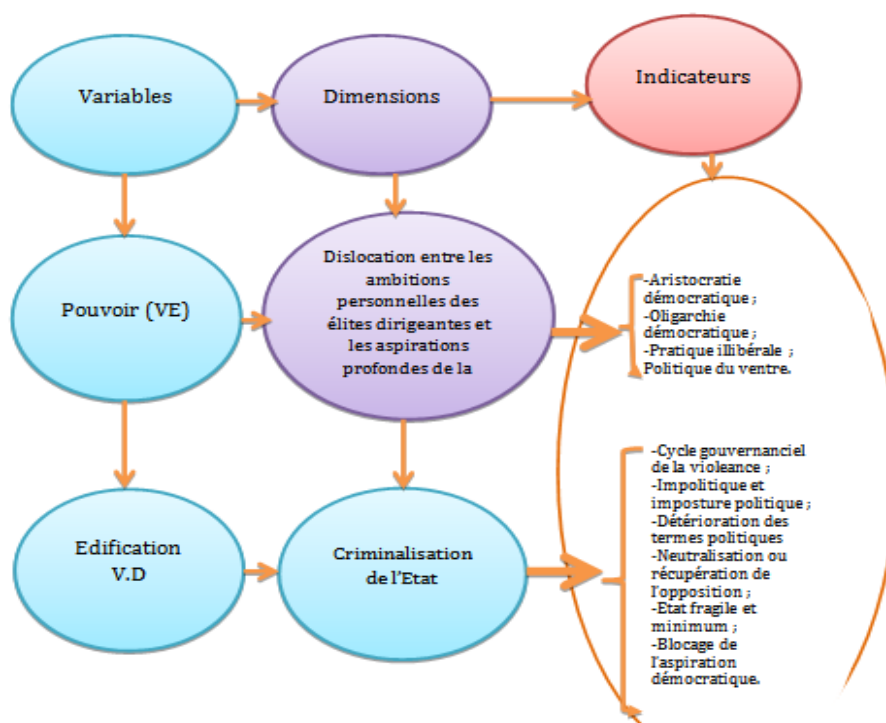 Variables
Dimensions
Indicateurs
Pouvoir (VE)
Dislocation entre les
ambitions
personnelles des
élites dirigeantes et
les aspirations
profondes de la
-Aristocratie
démocratique ;
-Oligarchie
démocratique ;
-Pratique illibérale ;
Politique du ventre.
Edification
V.D
Criminalisation
de l'Etat
-Cycle gouvernanciel
de la violeance ;
-Impolitique et
imposture politique ;
-Détérioration des
termes politiques
-Neutralisation ou
récupération de
l'opposition ;
-Etat fragile et
minimum ;
-Blocage de
l'aspiration
démocratique.